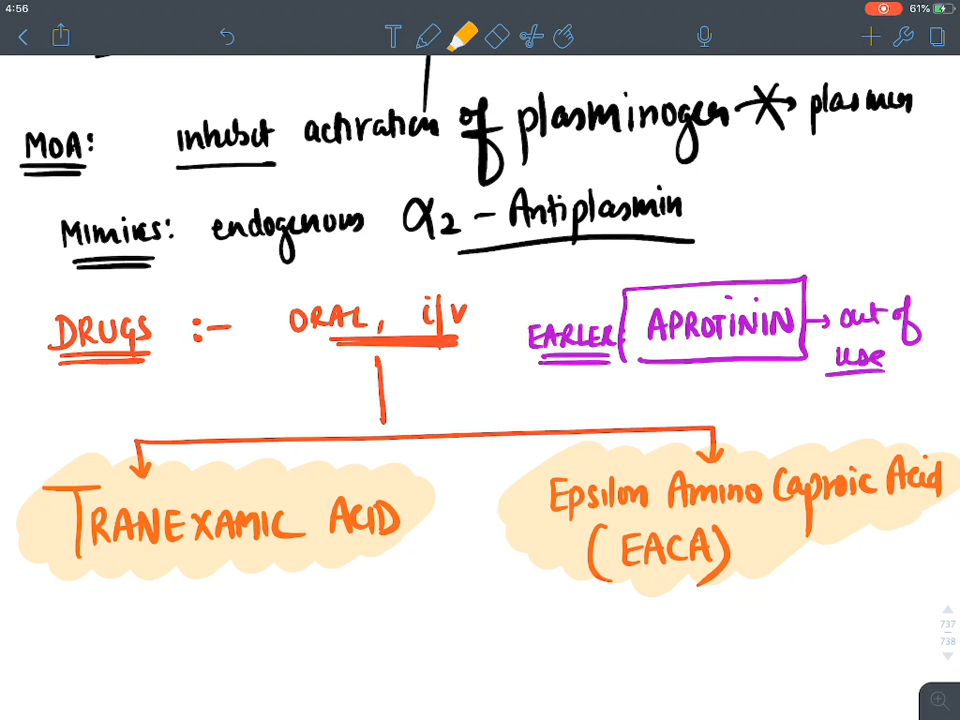 4:56
61%
MOA: inhibit activation of plasminogen plasmin
Mimics: endogenous α2 - Antiplasmin
DRUGS :- ORAL, i/v
EARLER: APROTININ → out of use
TRANEXAMIC ACID
Epsilon Amino Caproic Acid
(EACA)
737
738